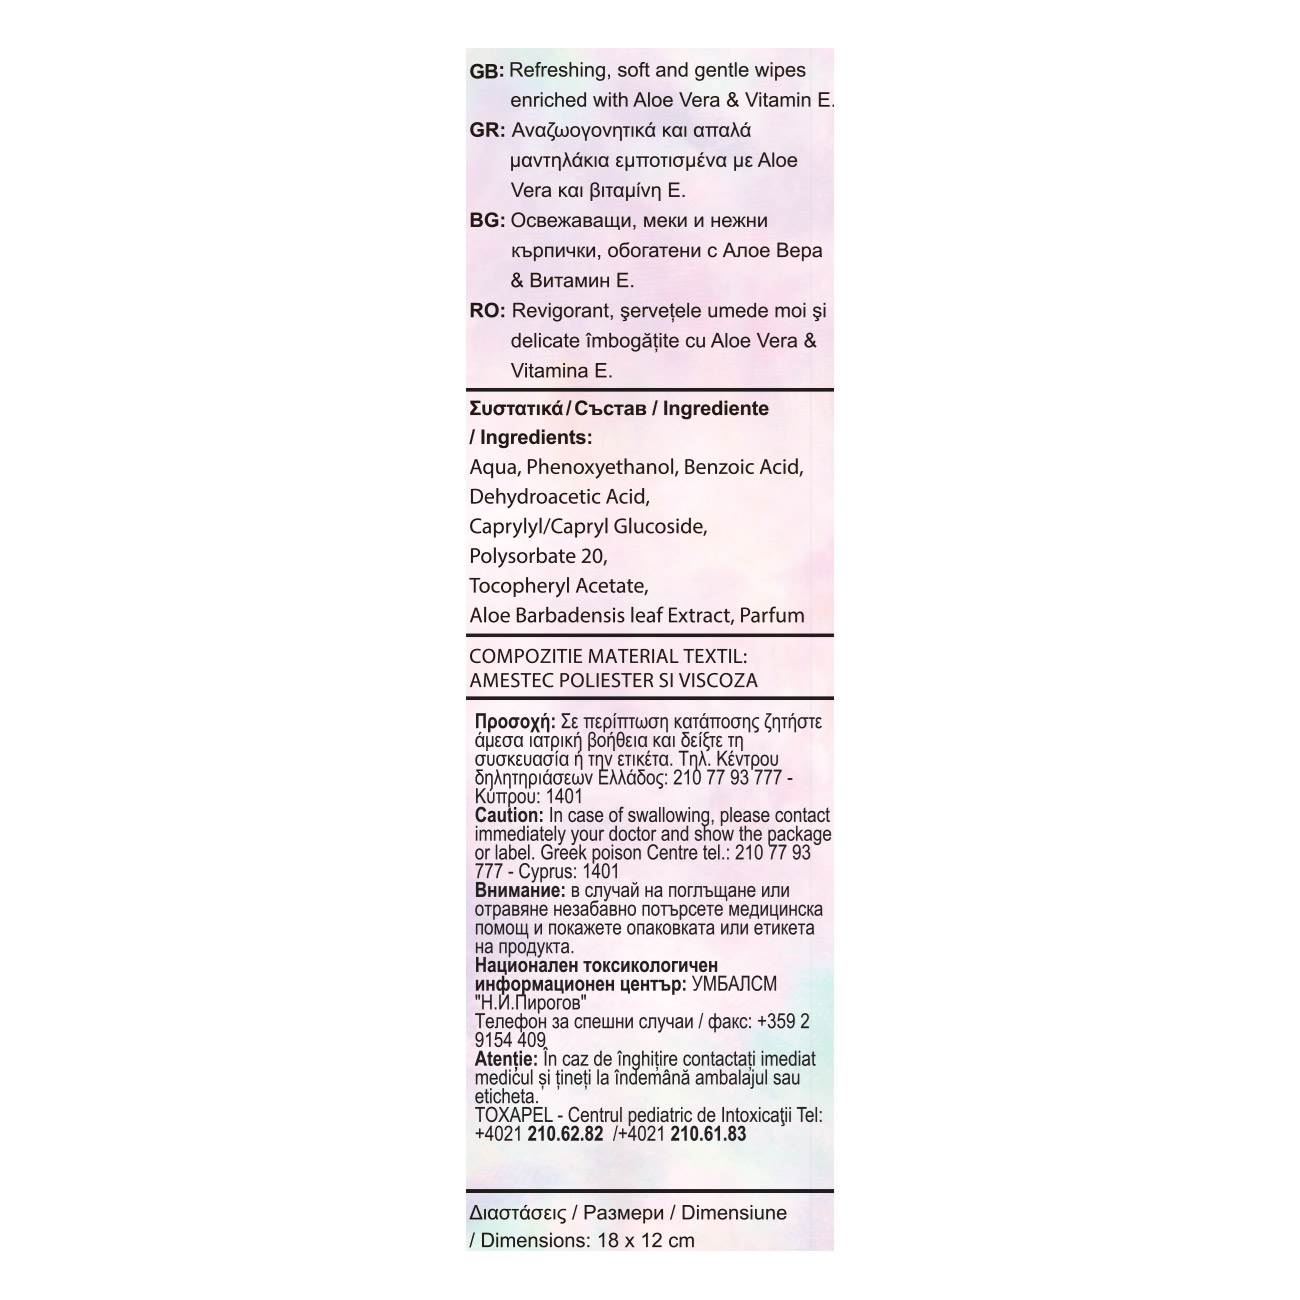 GB: Refreshing, soft and gentle wipes
enriched with Aloe Vera & Vitamin E.
GR: Αναζωογονητικά και απαλά
μαντηλάκια εμποτισμένα με Aloe
Vera και βιταμίνη Ε.
BG: Освежаващи, меки и нежни
кърпички, обогатени с Алое Вера
& Витамин Е.
RO: Revigorant, şervețele umede moi şi
delicate îmbogățite cu Aloe Vera &
Vitamina E.
Συστατικά / Състав / Ingrediente
/ Ingredients:
Aqua, Phenoxyethanol, Benzoic Acid,
Dehydroacetic Acid,
Caprylyl/Capryl Glucoside,
Polysorbate 20,
Tocopheryl Acetate,
Aloe Barbadensis leaf Extract, Parfum
COMPOZITIE MATERIAL TEXTIL:
AMESTEC POLIESTER SI VISCOZA
Προσοχή: Σε περίπτωση κατάποσης ζητήστε
άμεσα ιατρική βοήθεια και δείξτε τη
συσκευασία ή την ετικέτα. Τηλ. Κέντρου
δηλητηριάσεων Ελλάδος: 210 77 93 777 -
Κύπρου: 1401
Caution: In case of swallowing, please contact
immediately your doctor and show the package
or label. Greek poison Centre tel.: 210 77 93
777 - Cyprus: 1401
Внимание: в случай на поглъщане или
отравяне незабавно потърсете медицинска
помощ и покажете опаковката или етикета
на продукта.
Национален токсикологичен
информационен център: УМБАЛСМ
"Н.И.Пирогов"
Телефон за спешни случаи / факс: +359 2
9154 409
Atenție: În caz de înghițire contactați imediat
medicul și țineți la îndemână ambalajul sau
eticheta.
TOXAPEL - Centrul pediatric de Intoxicaţii Tel:
+4021 210.62.82 /+4021 210.61.83
Διαστάσεις / Размери / Dimensiune
/ Dimensions: 18 x 12 cm